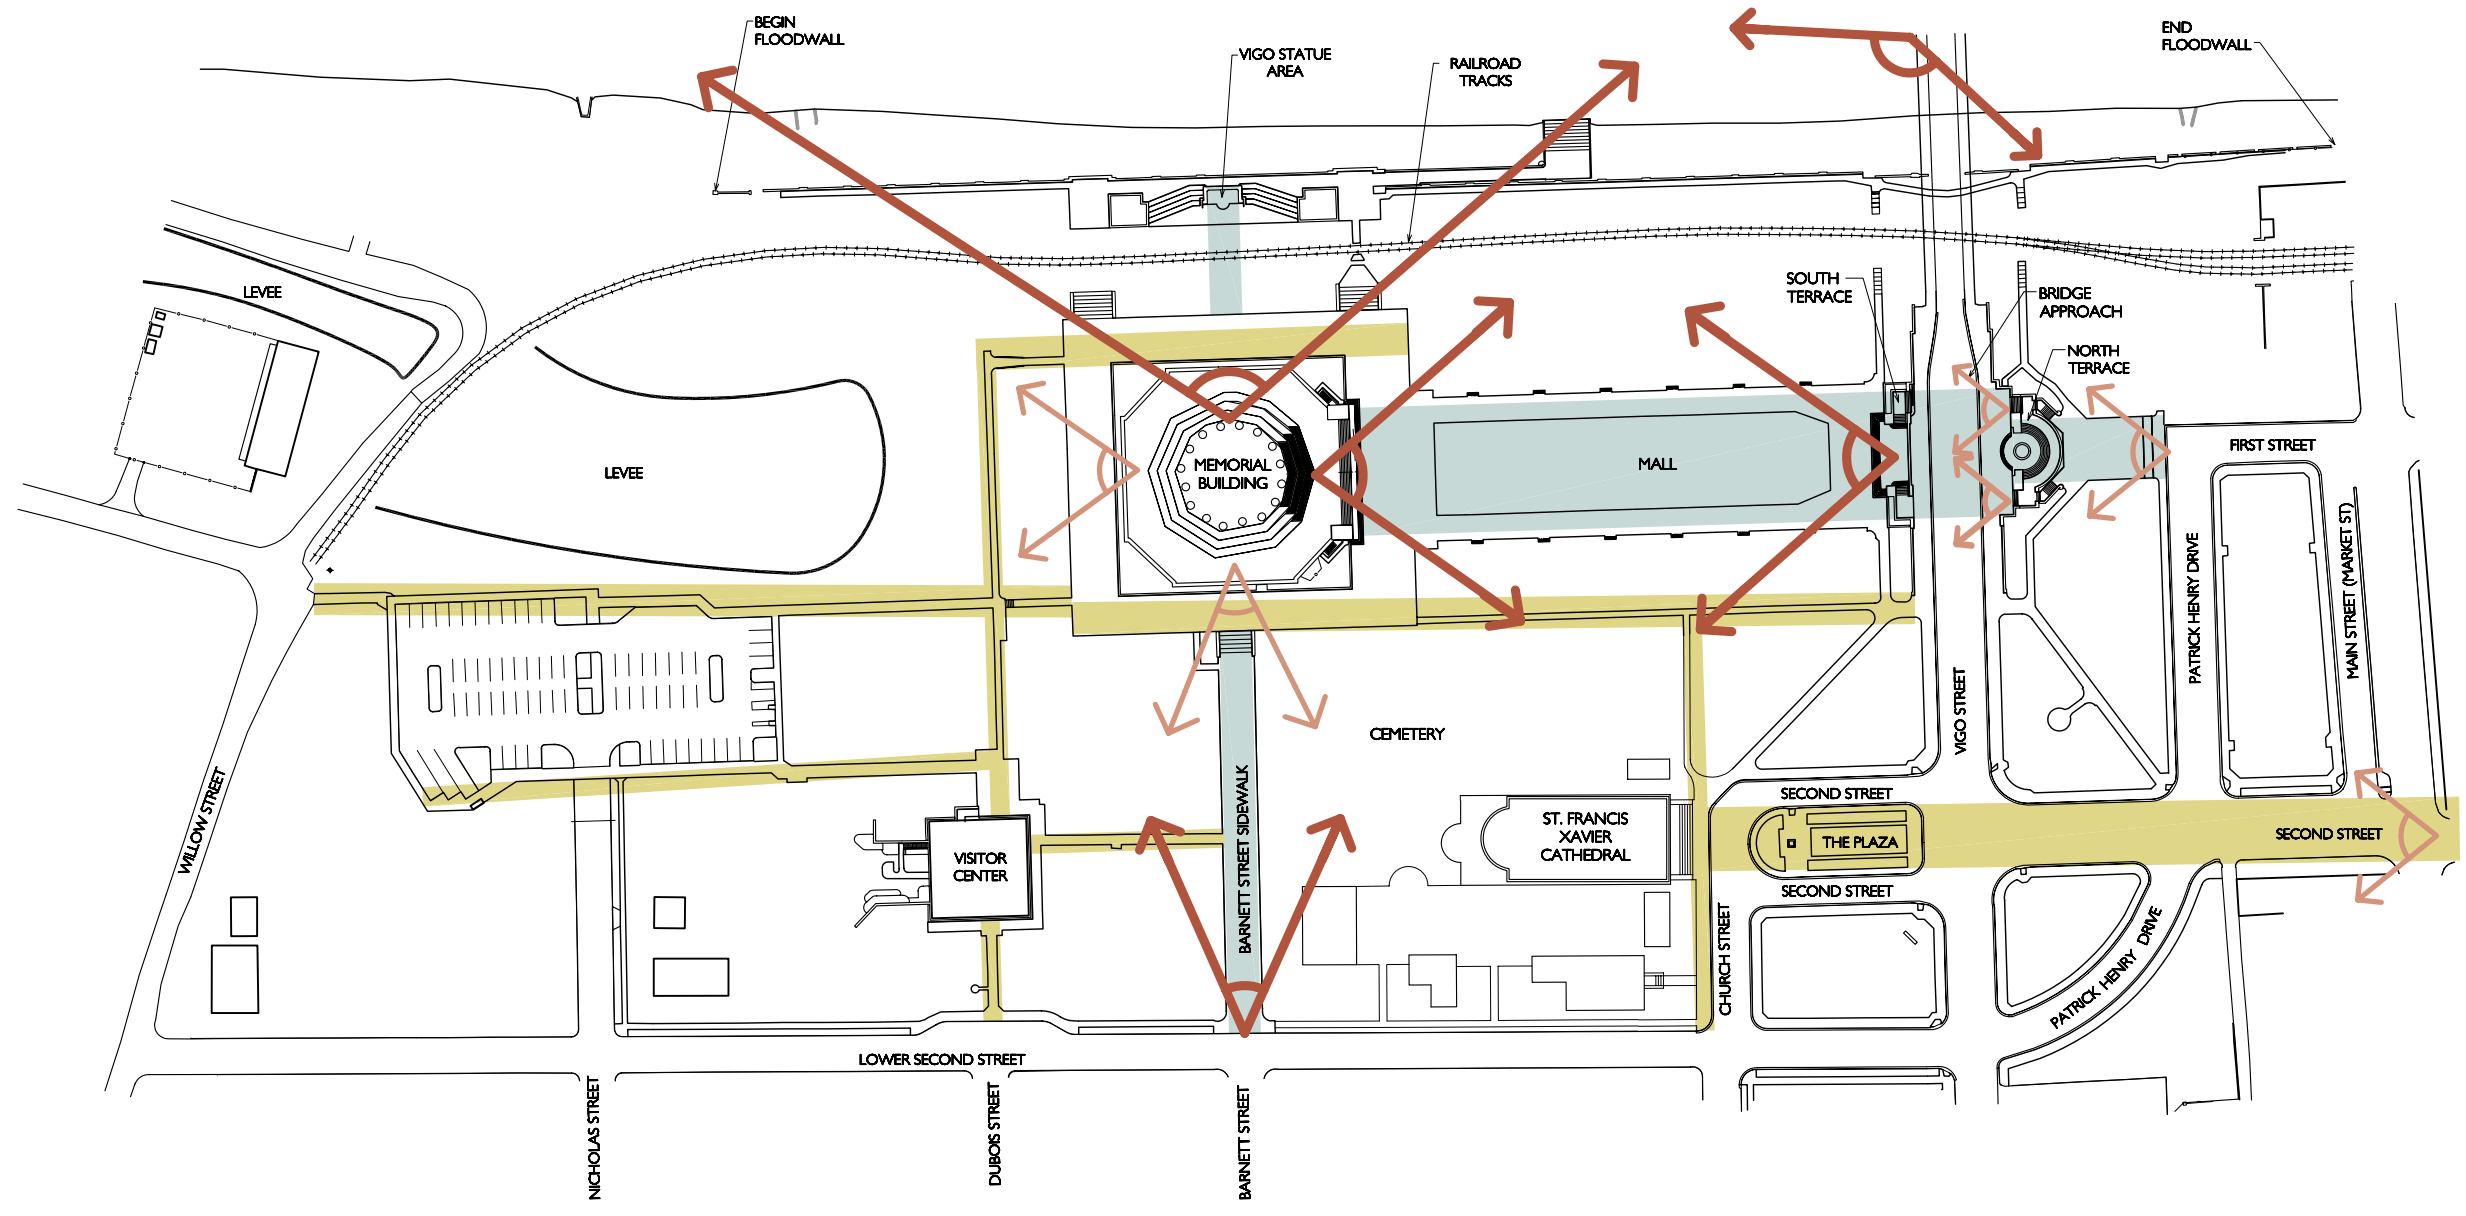 BEGIN
FLOODWALL
VIGO STATUE
AREA
RAILROAD
TRACKS
END
FLOODWALL
LEVEE
SOUTH
TERRACE
BRIDGE
APPROACH
NORTH
TERRACE
LEVEE
MEMORIAL
BUILDING
MALL
FIRST STREET
PATRICK HENRY DRIVE
MAIN STREET (MARKET ST)
VIGO STREET
CEMETERY
WILLOW STREET
BARNETT STREET SIDEWALK
SECOND STREET
ST. FRANCIS
XAVIER
CATHEDRAL
THE PLAZA
SECOND STREET
VISITOR
CENTER
SECOND STREET
CHURCH STREET
PATRICK HENRY DRIVE
LOWER SECOND STREET
NICHOLAS STREET
DUBOIS STREET
BARNETT STREET